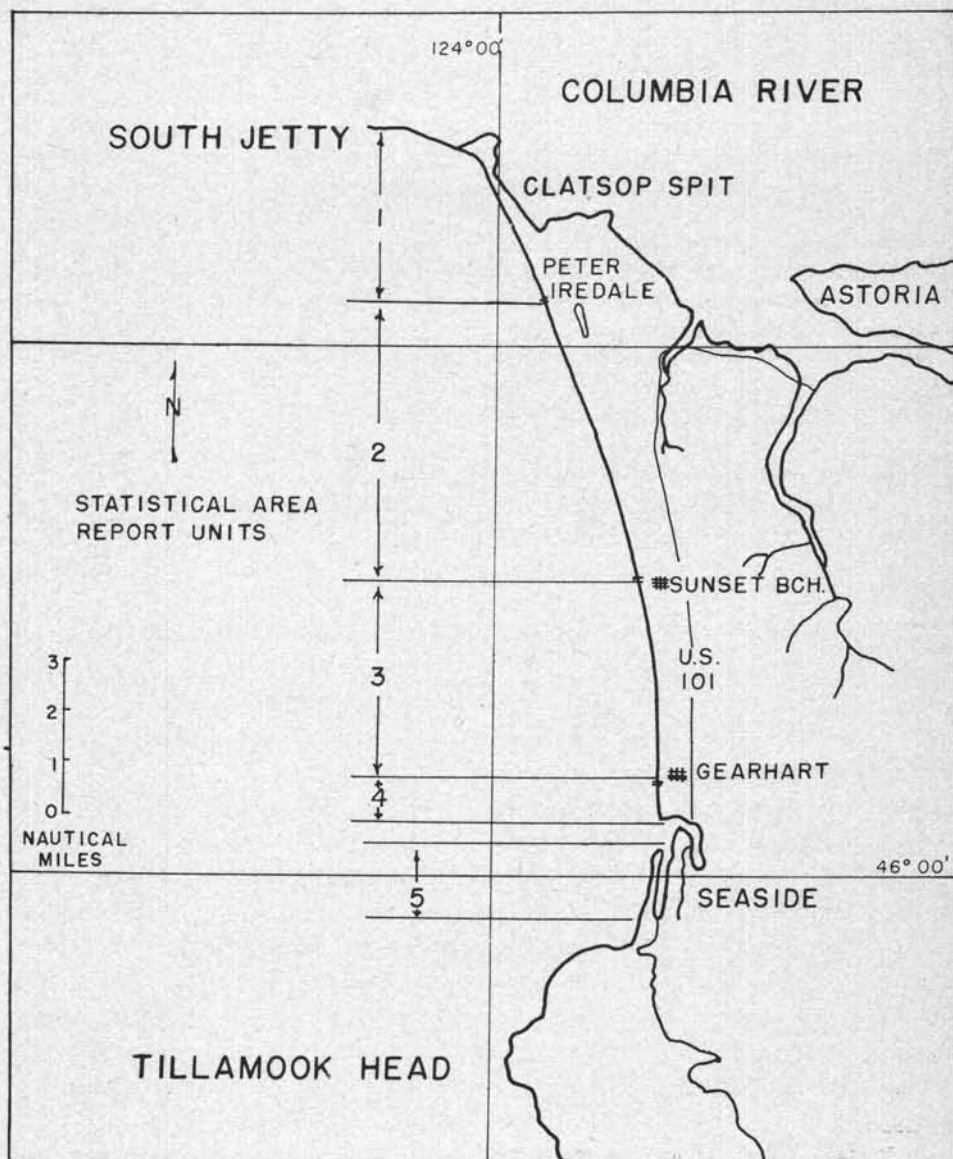 124°00'
COLUMBIA RIVER
SOUTH JETTY
CLATSOP SPIT
1
PETER
IREDALE
ASTORIA
N
2
STATISTICAL AREA
REPORT UNITS
SUNSET BCH.
3
3
2
1
0
U.S.
101
GEARHART
4
NAUTICAL
MILES
46°00'
5
SEASIDE
TILLAMOOK HEAD